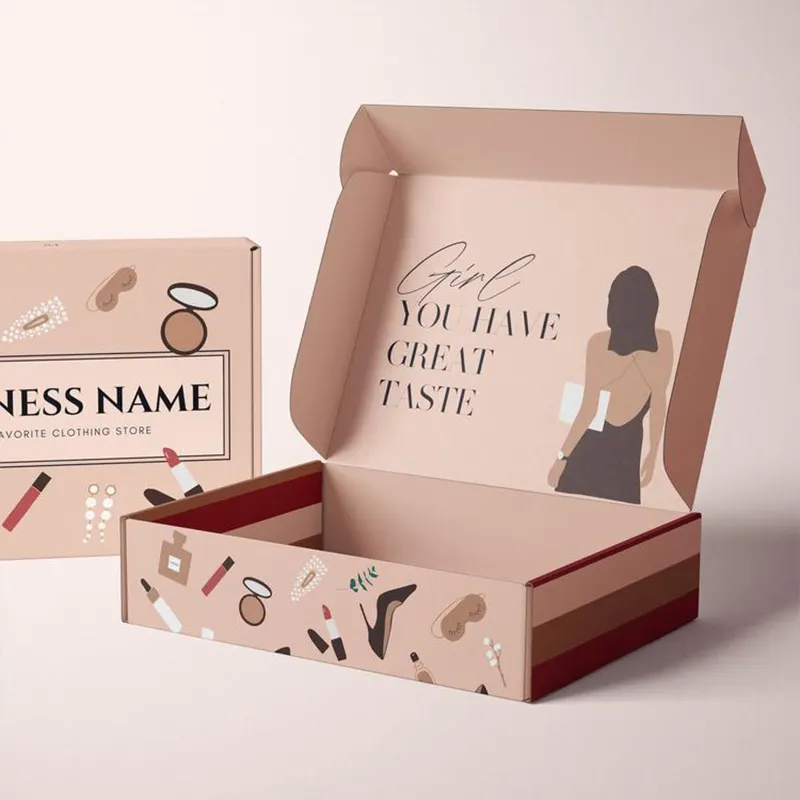 NESS NAME
AVORITE CLOTHING STORE
Girl
YOU HAVE
GREAT
TASTE